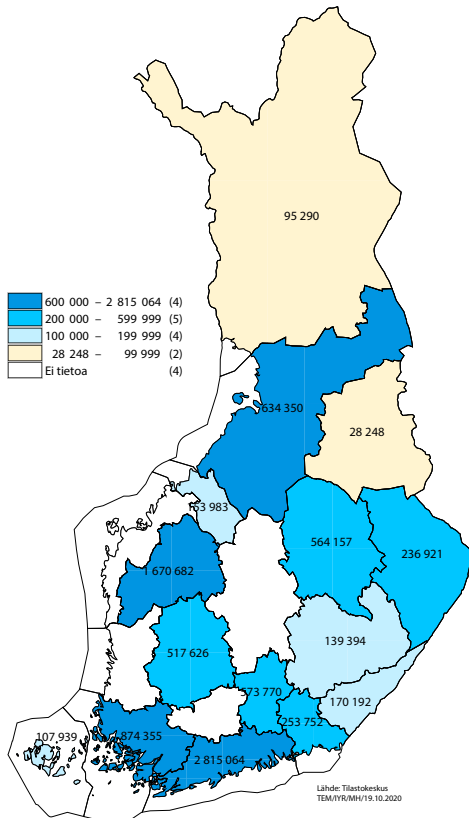 95 290
600 000 – 2 815 064 (4)
200 000 – 599 999 (5)
100 000 – 199 999 (4)
28 248 – 99 999 (2)
Ei tietoa (4)
634 350
28 248
153 983
564 157
236 921
1 670 682
139 394
517 626
573 770
170 192
253 752
107,939
874 355
2 815 064
Lähde: Tilastokeskus
TEM/IYR/MH/19.10.2020